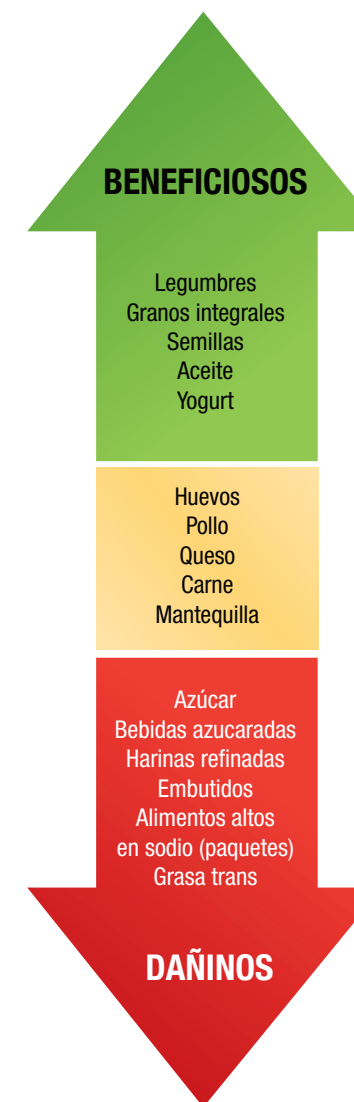 BENEFICIOSOS
Legumbres
Granos integrales
Semillas
Aceite
Yogurt
Huevos
Pollo
Queso
Carne
Mantequilla
Azúcar
Bebidas azucaradas
Harinas refinadas
Embutidos
Alimentos altos
en sodio (paquetes)
Grasa trans
DAÑINOS